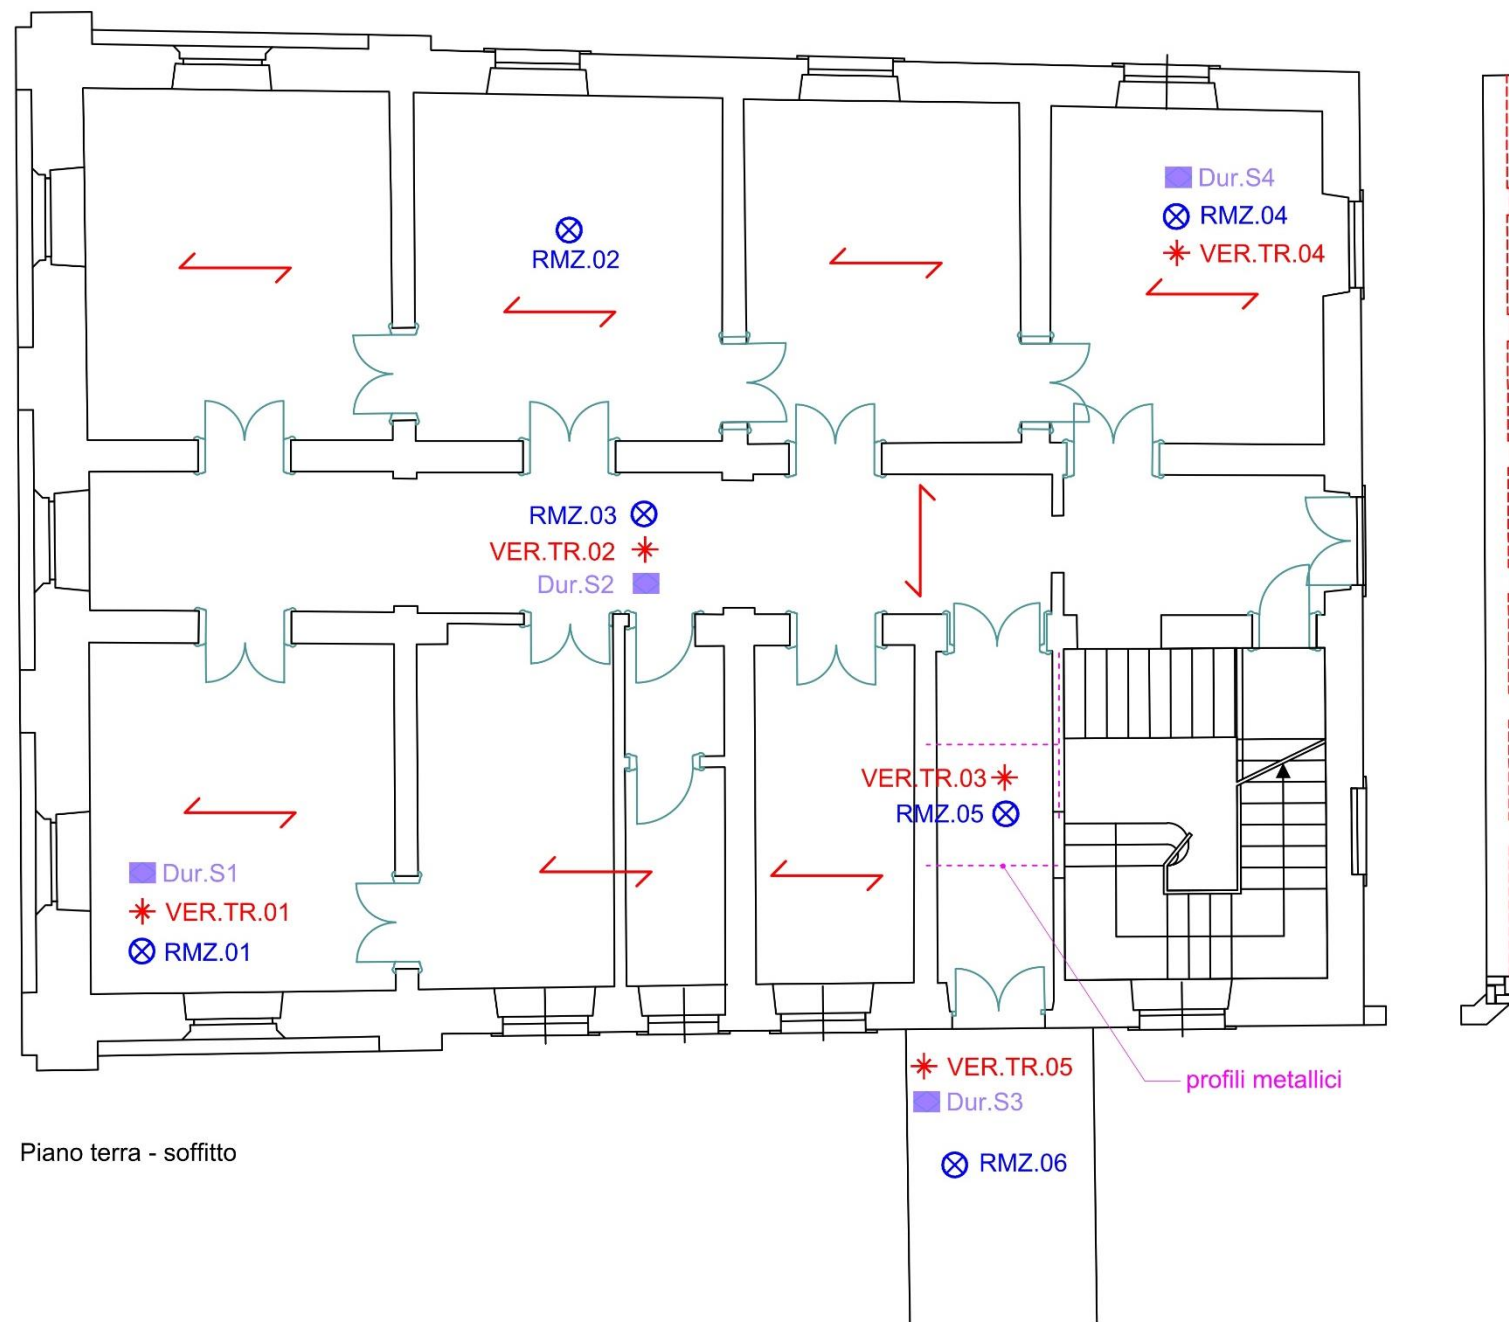 Dur.S4
RMZ.04
VER.TR.04
RMZ.02
RMZ.03
VER.TR.02
Dur.S2
VER.TR.03
RMZ.05
Dur.S1
VER.TR.01
RMZ.01
VER.TR.05
profili metallici
Dur.S3
Piano terra - soffitto
RMZ.06